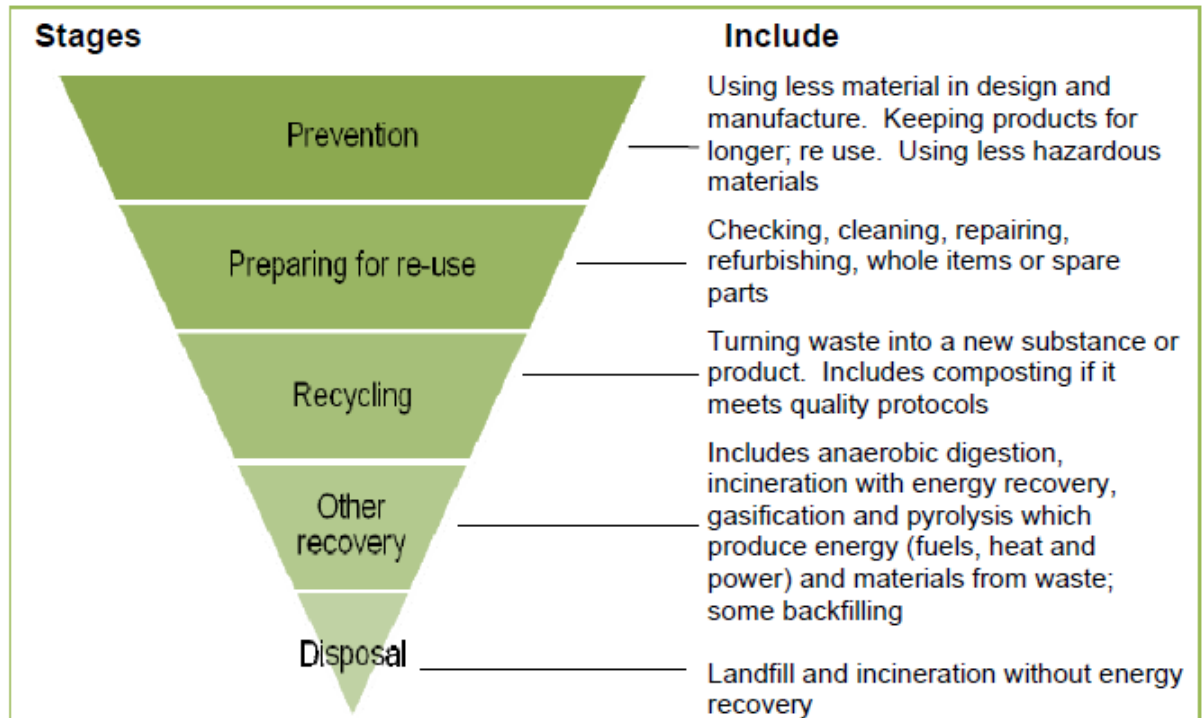 Stages
Include
Prevention
Using less material in design and
manufacture.  Keeping products for
longer; re use.  Using less hazardous
materials
Preparing for re-use
Checking, cleaning, repairing,
refurbishing, whole items or spare
parts
Recycling
Turning waste into a new substance or
product.  Includes composting if it
meets quality protocols
Other
recovery
Includes anaerobic digestion,
incineration with energy recovery,
gasification and pyrolysis which
produce energy (fuels, heat and
power) and materials from waste;
some backfilling
Disposal
Landfill and incineration without energy
recovery